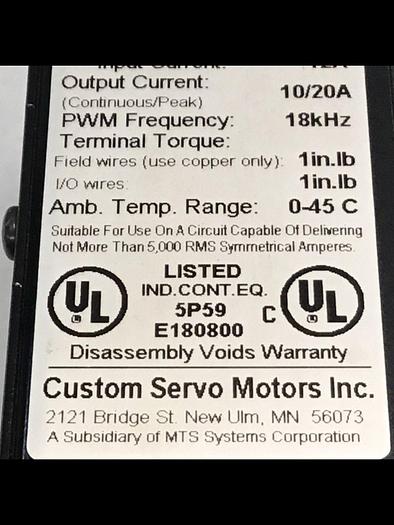 Input Current: 12A
Output Current: 10/20A
(Continuous/Peak)
PWM Frequency: 18kHz
Terminal Torque:
Field wires (use copper only): 1in.lb
I/O wires: 1in.lb
Amb. Temp. Range: 0-45 C
Suitable For Use On A Circuit Capable Of Delivering
Not More Than 5,000 RMS Symmetrical Amperes.
LISTED
IND.CONT.EQ.
UL 5P59 C UL
E180800
Disassembly Voids Warranty
Custom Servo Motors Inc.
2121 Bridge St. New Ulm, MN 56073
A Subsidiary of MTS Systems Corporation